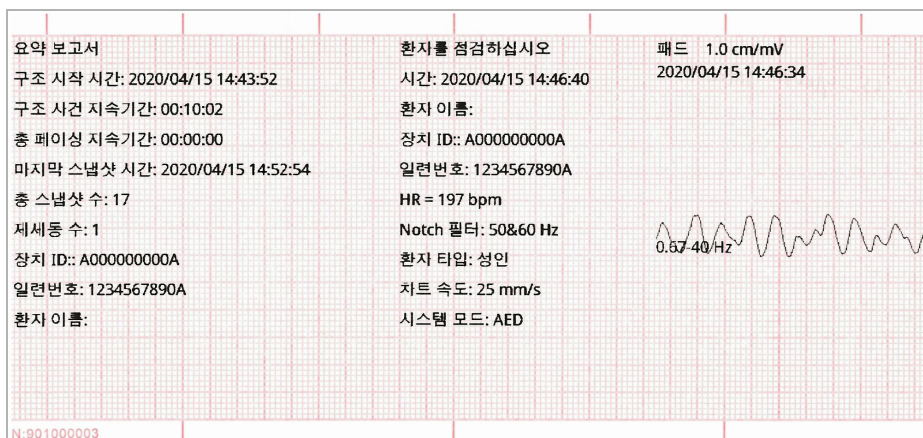 요약 보고서
구조 시작 시간: 2020/04/15 14:43:52
구조 사건 지속기간: 00:10:02
총 페이싱 지속기간: 00:00:00
마지막 스냅샷 시간: 2020/04/15 14:52:54
총 스냅샷 수: 17
제세동 수: 1
장치 ID:: A000000000A
일련번호: 1234567890A
환자 이름:
환자를 점검하십시오
시간: 2020/04/15 14:46:40
환자 이름:
장치 ID:: A000000000A
일련번호: 1234567890A
HR = 197 bpm
Notch 필터: 50&60 Hz
환자 타입: 성인
차트 속도: 25 mm/s
시스템 모드: AED
패드 1.0 cm/mV
2020/04/15 14:46:34
0.67-40 Hz
N:901000003